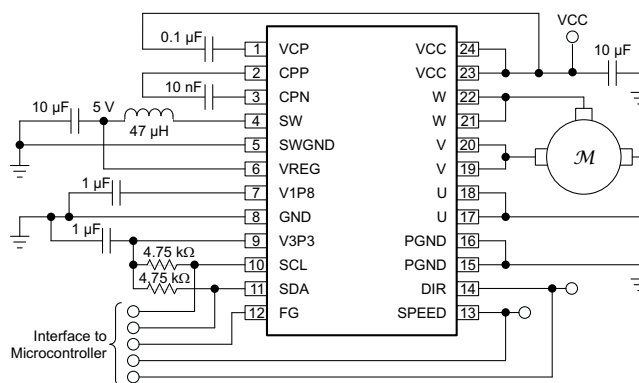 VCC
0.1 µF
1 VCP VCC 24
10 µF
2 CPP VCC 23
10 nF
3 CPN W 22
10 µF 5 V
47 µH
4 SW W 21
5 SWGND V 20
M
6 VREG V 19
1 µF
7 V1P8 U 18
8 GND U 17
1 µF
9 V3P3 PGND 16
4.75 kΩ
10 SCL PGND 15
4.75 kΩ
11 SDA DIR 14
12 FG SPEED 13
Interface to
Microcontroller